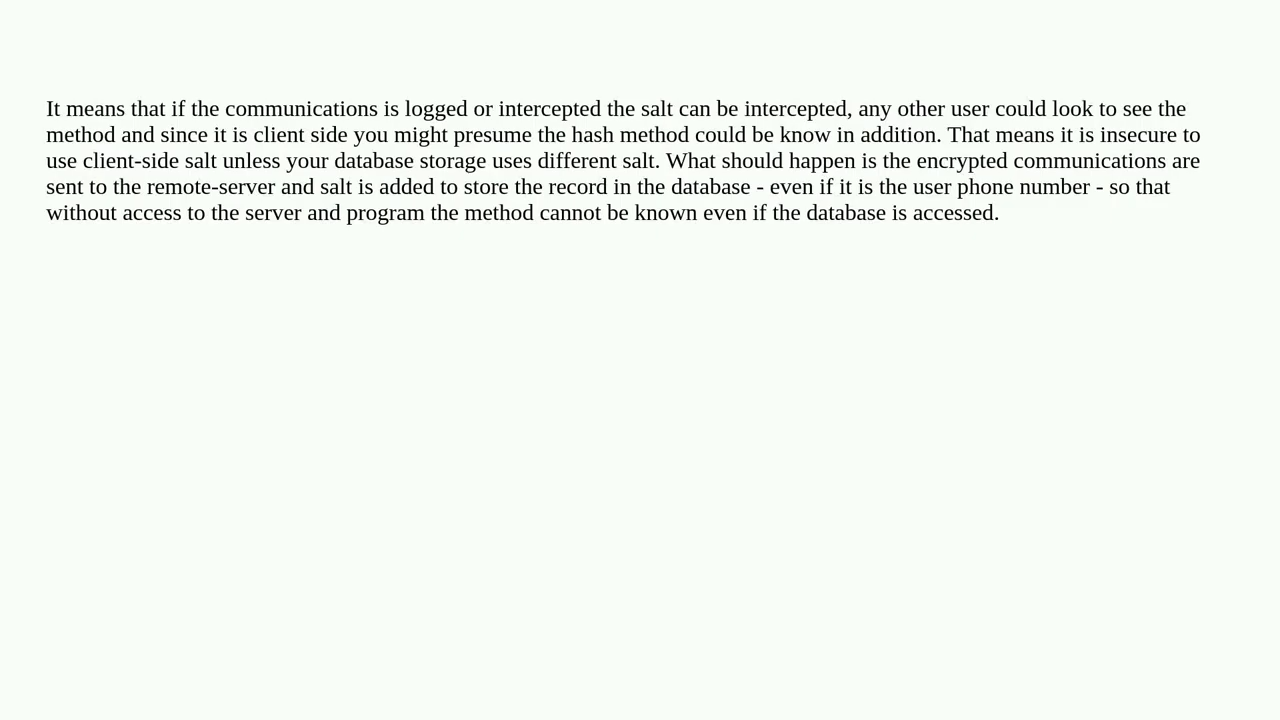 It means that if the communications is logged or intercepted the salt can be intercepted, any other user could look to see the
method and since it is client side you might presume the hash method could be know in addition. That means it is insecure to
use client-side salt unless your database storage uses different salt. What should happen is the encrypted communications are
sent to the remote-server and salt is added to store the record in the database - even if it is the user phone number - so that
without access to the server and program the method cannot be known even if the database is accessed.